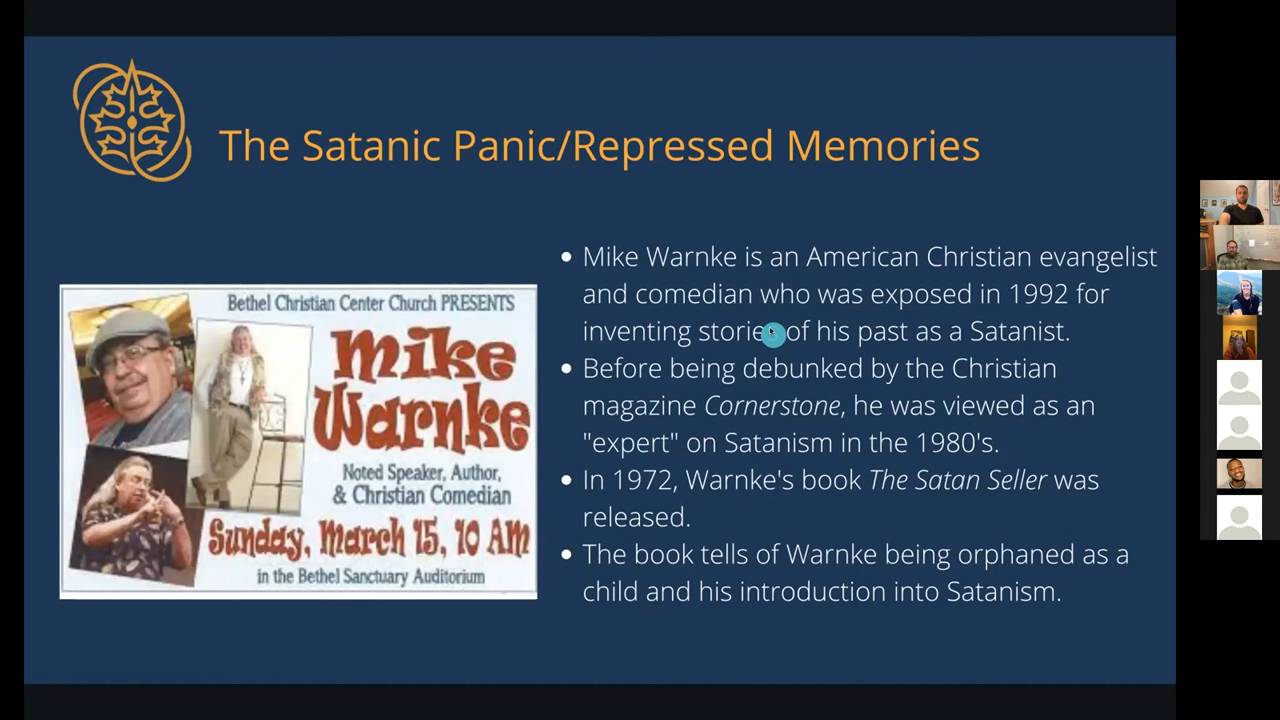 The Satanic Panic/Repressed Memories
Bethel Christian Center Church PRESENTS
Mike
Warnke
Noted Speaker, Author,
& Christian Comedian
Sunday, March 15, 10 AM
in the Bethel Sanctuary Auditorium
• Mike Warnke is an American Christian evangelist
and comedian who was exposed in 1992 for
inventing stories of his past as a Satanist.
• Before being debunked by the Christian
magazine Cornerstone, he was viewed as an
"expert" on Satanism in the 1980's.
• In 1972, Warnke's book The Satan Seller was
released.
• The book tells of Warnke being orphaned as a
child and his introduction into Satanism.